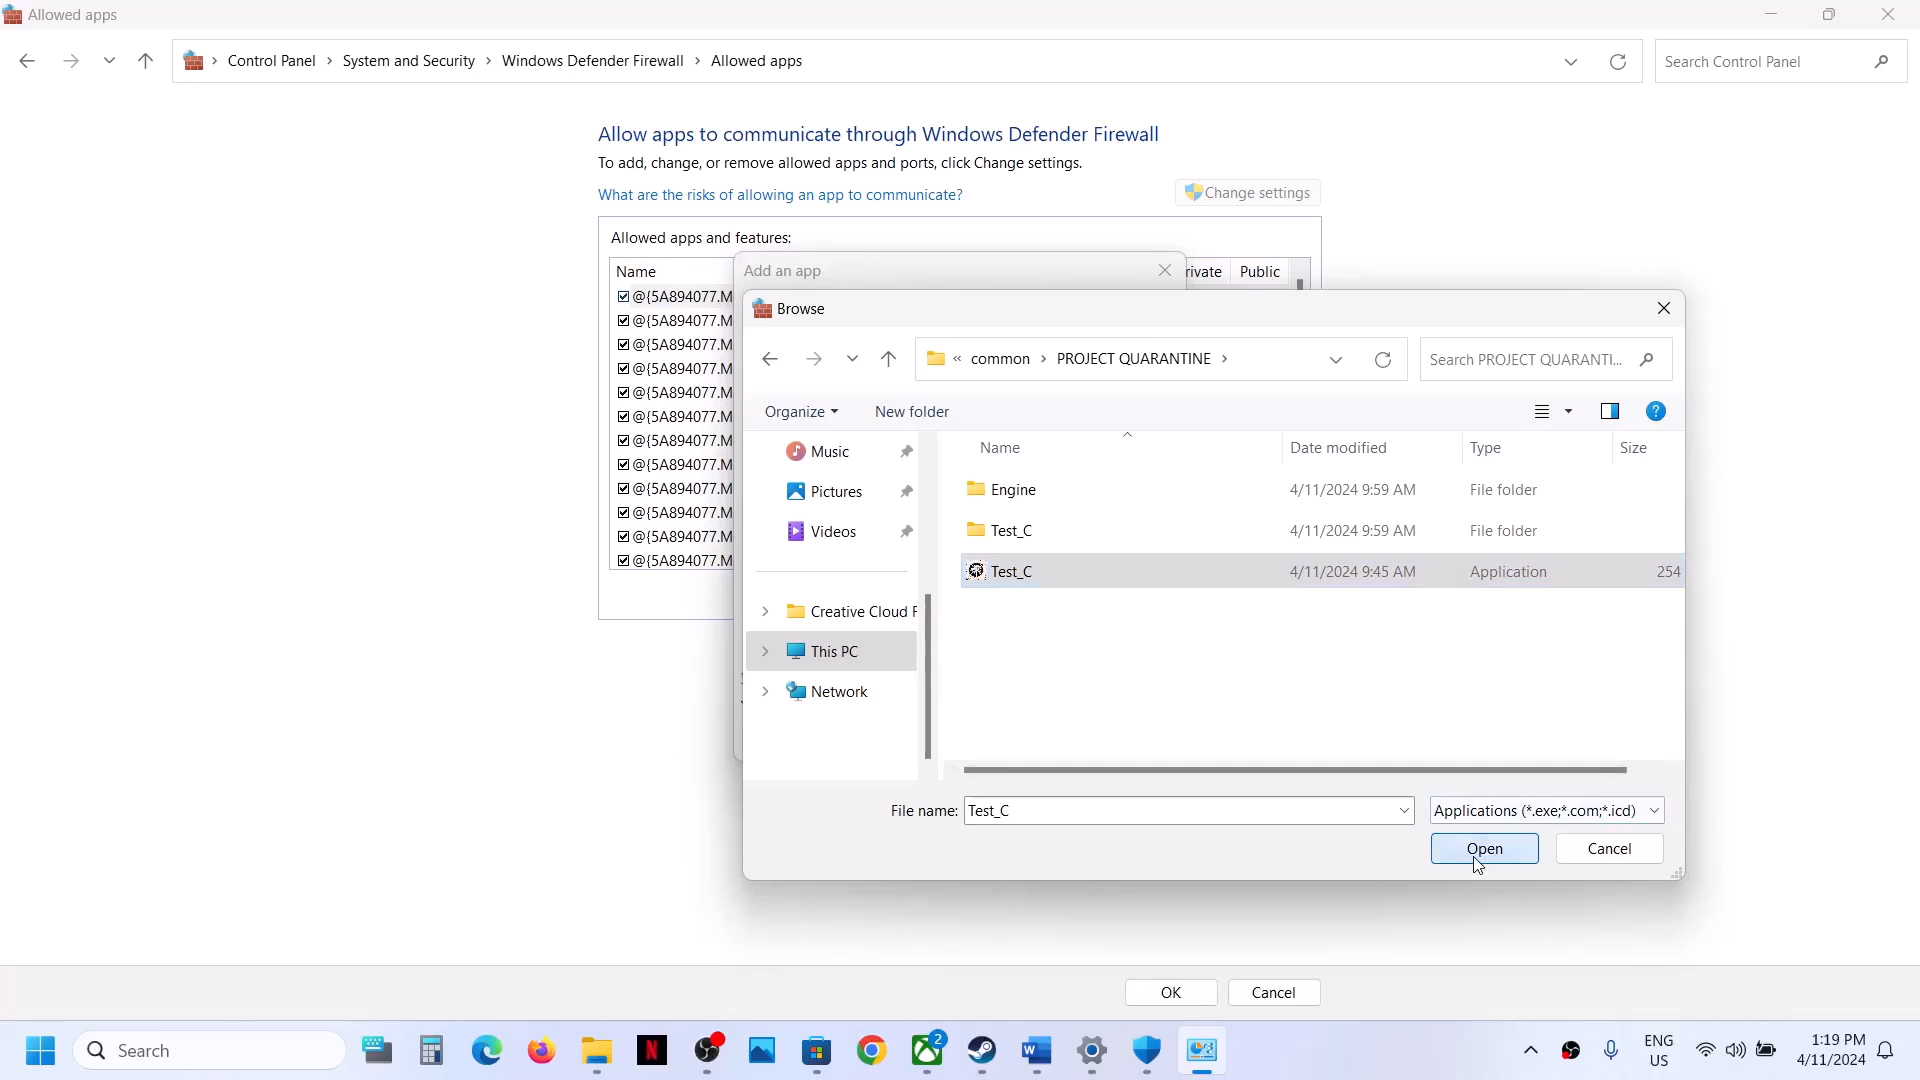 Allowed apps
Control Panel > System and Security > Windows Defender Firewall > Allowed apps
Search Control Panel
Allow apps to communicate through Windows Defender Firewall
To add, change, or remove allowed apps and ports, click Change settings.
What are the risks of allowing an app to communicate?
Change settings
Allowed apps and features:
Name
rivate
Public
@{5A894077.M
@{5A894077.M
@{5A894077.M
@{5A894077.M
@{5A894077.M
@{5A894077.M
@{5A894077.M
@{5A894077.M
@{5A894077.M
@{5A894077.M
@{5A894077.M
@{5A894077.M
Add an app
Browse
« common > PROJECT QUARANTINE >
Search PROJECT QUARANTI...
Organize
New folder
Music
Pictures
Videos
Creative Cloud F
This PC
Network
Name Date modified Type Size
Engine 4/11/2024 9:59 AM File folder
Test_C 4/11/2024 9:59 AM File folder
Test_C 4/11/2024 9:45 AM Application 254
File name: Test_C
Applications (*.exe;*.com;*.icd)
Open
Cancel
OK
Cancel
Search
2
ENG
US
1:19 PM
4/11/2024